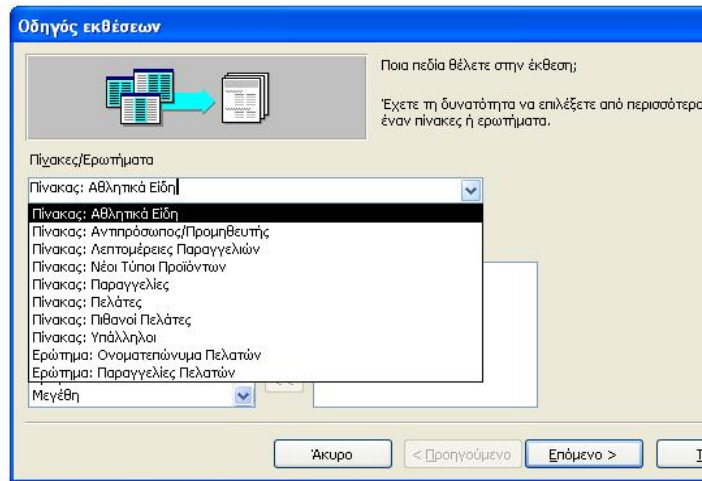 Οδηγός εκθέσεων
Ποια πεδία θέλετε στην έκθεση;
Έχετε τη δυνατότητα να επιλέξετε από περισσότερο
έναν πίνακες ή ερωτήματα.
Πίνακες/Ερωτήματα
Πίνακας: Αθλητικά Είδη
Πίνακας: Αθλητικά Είδη
Πίνακας: Αντιπρόσωπος/Προμηθευτής
Πίνακας: Λεπτομέρειες Παραγγελιών
Πίνακας: Νέοι Τύποι Προϊόντων
Πίνακας: Παραγγελίες
Πίνακας: Πελάτες
Πίνακας: Πιθανοί Πελάτες
Πίνακας: Υπάλληλοι
Ερώτημα: Ονοματεπώνυμα Πελατών
Ερώτημα: Παραγγελίες Πελατών
Μεγέθη
Άκυρο
< Προηγούμενο
Επόμενο >